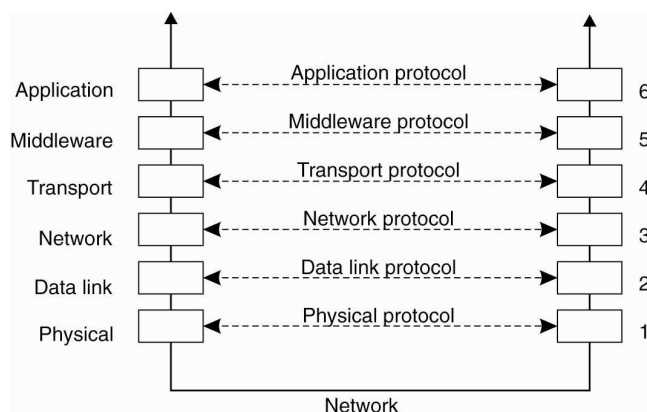 Application Application protocol 6
Middleware Middleware protocol 5
Transport Transport protocol 4
Network Network protocol 3
Data link Data link protocol 2
Physical Physical protocol 1
Network